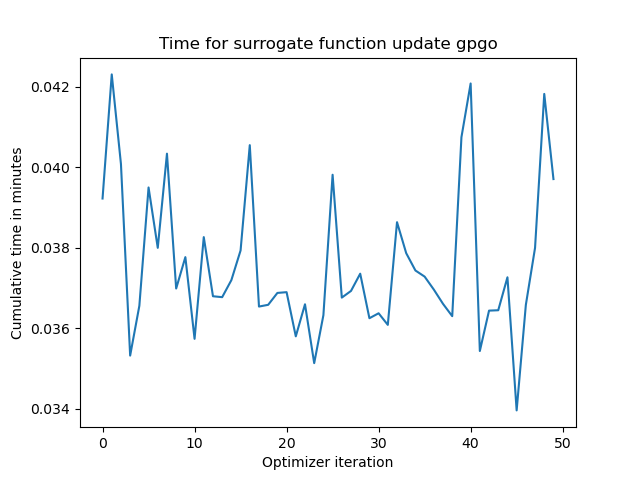 Time for surrogate function update gpgo
0.042
0.040
0.038
0.036
0.034
Cumulative time in minutes
0 10 20 30 40 50
Optimizer iteration